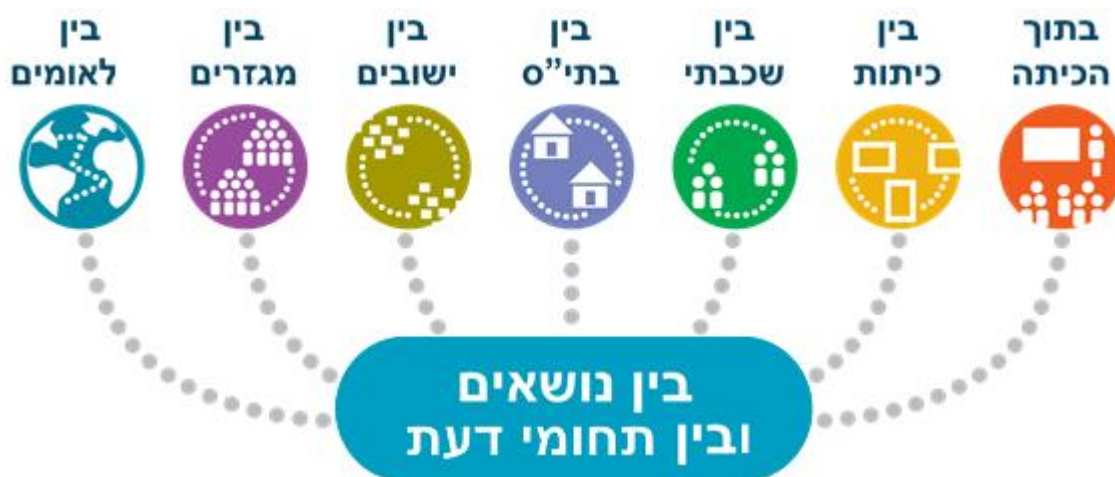 בתוך
הכיתה
בין
כיתות
בין
שכבתי
בין
בתי"ס
בין
ישובים
בין
מגזרים
בין
לאומים
בין נושאים
ובין תחומי דעת